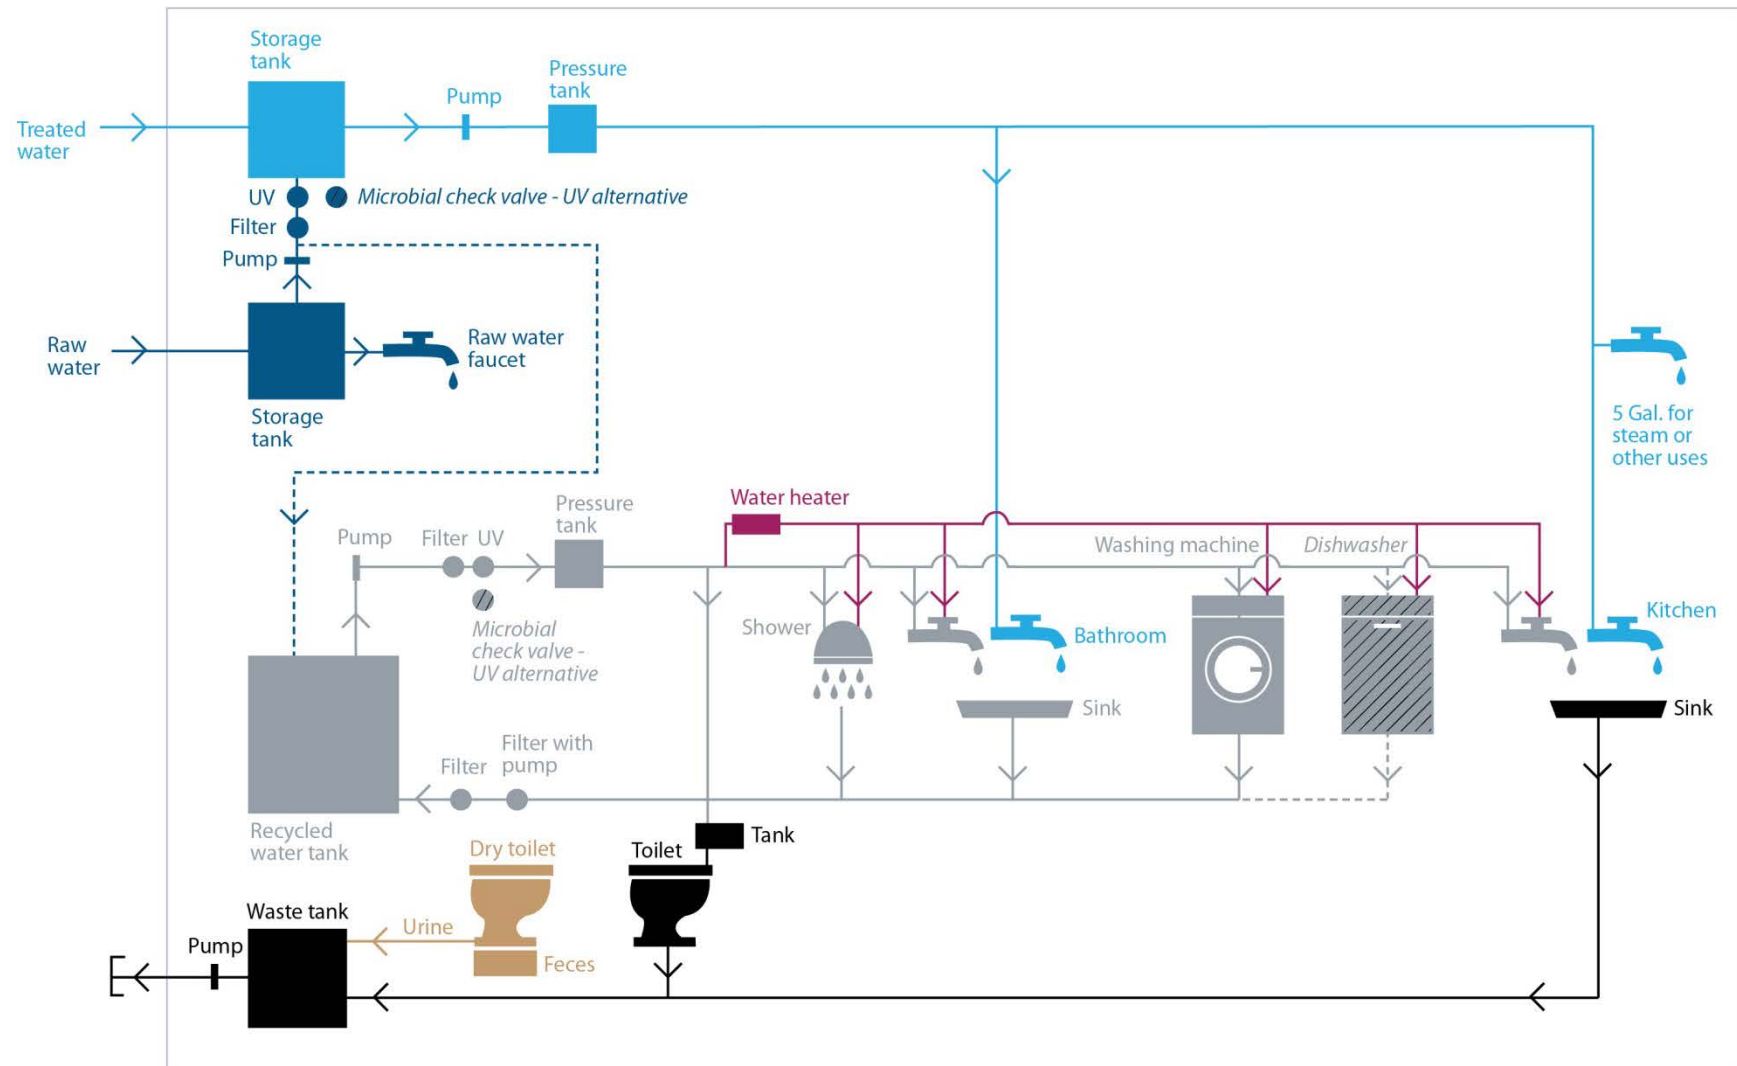 Storage
tank
Pump
Pressure
tank
Treated
water
UV
Microbial check valve - UV alternative
Filter
Pump
Raw
water
Raw water
faucet
Storage
tank
5 Gal. for
steam or
other uses
Water heater
Pressure
tank
Pump
Filter
UV
Washing machine
Dishwasher
Microbial
check valve -
UV alternative
Shower
Bathroom
Kitchen
Sink
Sink
Filter with
pump
Filter
Recycled
water tank
Tank
Dry toilet
Toilet
Waste tank
Urine
Pump
Feces